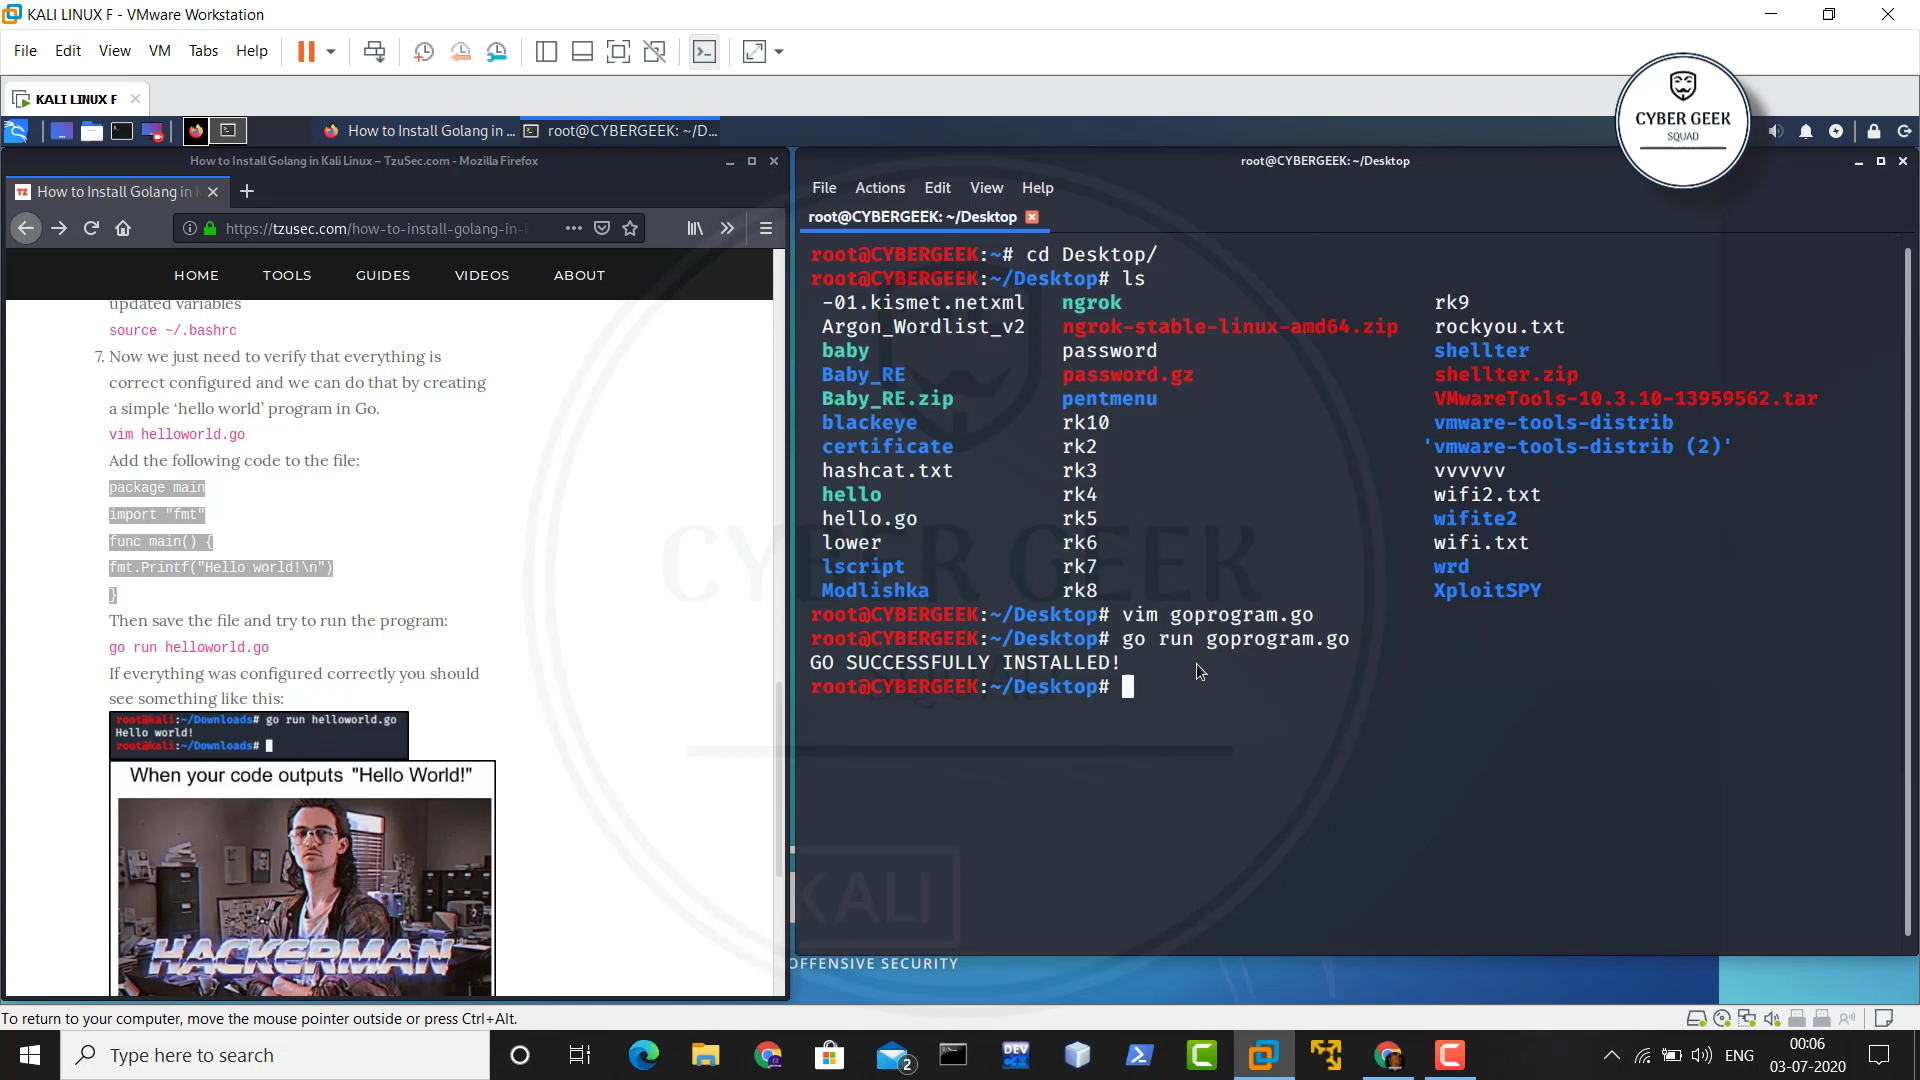 KALI LINUX F - VMware Workstation
File Edit View VM Tabs Help
KALI LINUX F
CYBER GEEK
SQUAD
How to Install Golang in ...
root@CYBERGEEK: ~/D...
How to Install Golang in Kali Linux – TzuSec.com - Mozilla Firefox
How to Install Golang in
https://tzusec.com/how-to-install-golang-in-
HOME TOOLS GUIDES VIDEOS ABOUT
updated variables
source ~/.bashrc
7. Now we just need to verify that everything is
correct configured and we can do that by creating
a simple ‘hello world’ program in Go.
vim helloworld.go
Add the following code to the file:
package main
import "fmt"
func main() {
fmt.Printf("Hello world!\n")
}
Then save the file and try to run the program:
go run helloworld.go
If everything was configured correctly you should
see something like this:
root@kali:~/Downloads# go run helloworld.go
Hello world!
root@kali:~/Downloads#
When your code outputs "Hello World!"
HACKERMAN
root@CYBERGEEK: ~/Desktop
File Actions Edit View Help
root@CYBERGEEK: ~/Desktop
root@CYBERGEEK:~# cd Desktop/
root@CYBERGEEK:~/Desktop# ls
-01.kismet.netxml ngrok rk9
Argon_Wordlist_v2 ngrok-stable-linux-amd64.zip rockyou.txt
baby password shellter
Baby_RE password.gz shellter.zip
Baby_RE.zip pentmenu VMwareTools-10.3.10-13959562.tar
blackeye rk10 vmware-tools-distrib
certificate rk2 'vmware-tools-distrib (2)'
hashcat.txt rk3 vvvvvv
hello rk4 wifi2.txt
hello.go rk5 wifite2
lower rk6 wifi.txt
lscript rk7 wrd
Modlishka rk8 XploitSPY
root@CYBERGEEK:~/Desktop# vim goprogram.go
root@CYBERGEEK:~/Desktop# go run goprogram.go
GO SUCCESSFULLY INSTALLED!
root@CYBERGEEK:~/Desktop#
CYBER GEEK
SQUAD
KALI
OFFENSIVE SECURITY
To return to your computer, move the mouse pointer outside or press Ctrl+Alt.
Type here to search
DEV
2
ENG
00:06
03-07-2020